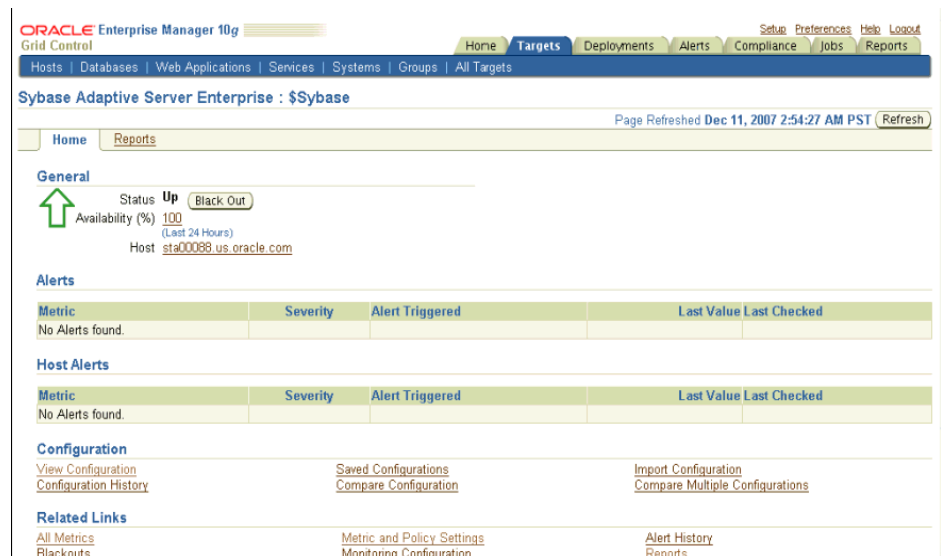 ORACLE Enterprise Manager 10g
Grid Control
Setup Preferences Help Logout
Home Targets Deployments Alerts Compliance Jobs Reports
Hosts | Databases | Web Applications | Services | Systems | Groups | All Targets
Sybase Adaptive Server Enterprise : $Sybase
Page Refreshed Dec 11, 2007 2:54:27 AM PST Refresh
Home Reports
General
Status Up Black Out
Availability (%) 100
(Last 24 Hours)
Host sta00088.us.oracle.com
Alerts
Metric Severity Alert Triggered Last Value Last Checked
No Alerts found.
Host Alerts
Metric Severity Alert Triggered Last Value Last Checked
No Alerts found.
Configuration
View Configuration Saved Configurations Import Configuration
Configuration History Compare Configuration Compare Multiple Configurations
Related Links
All Metrics Metric and Policy Settings Alert History
Blackouts Monitoring Configuration Reports